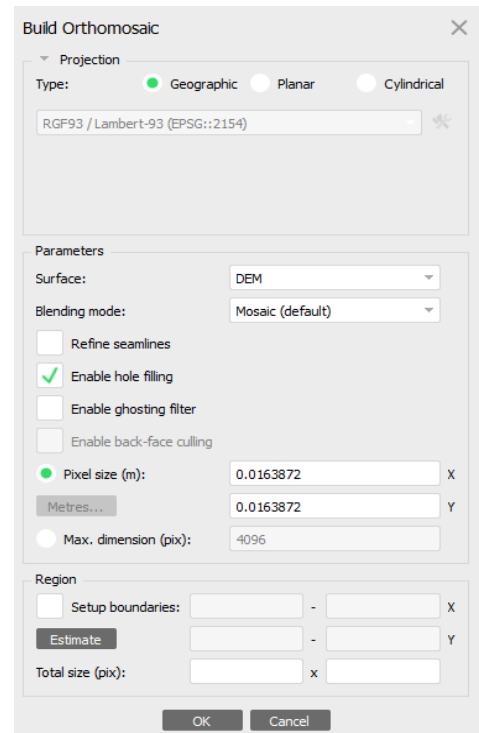 Build Orthomosaic
Projection
Type: Geographic Planar Cylindrical
RGF93 / Lambert-93 (EPSG::2154)
Parameters
Surface: DEM
Blending mode: Mosaic (default)
Refine seamlines
Enable hole filling
Enable ghosting filter
Enable back-face culling
Pixel size (m): 0.0163872 X
Metres... 0.0163872 Y
Max. dimension (pix): 4096
Region
Setup boundaries: - X
Estimate - Y
Total size (pix): x
OK Cancel